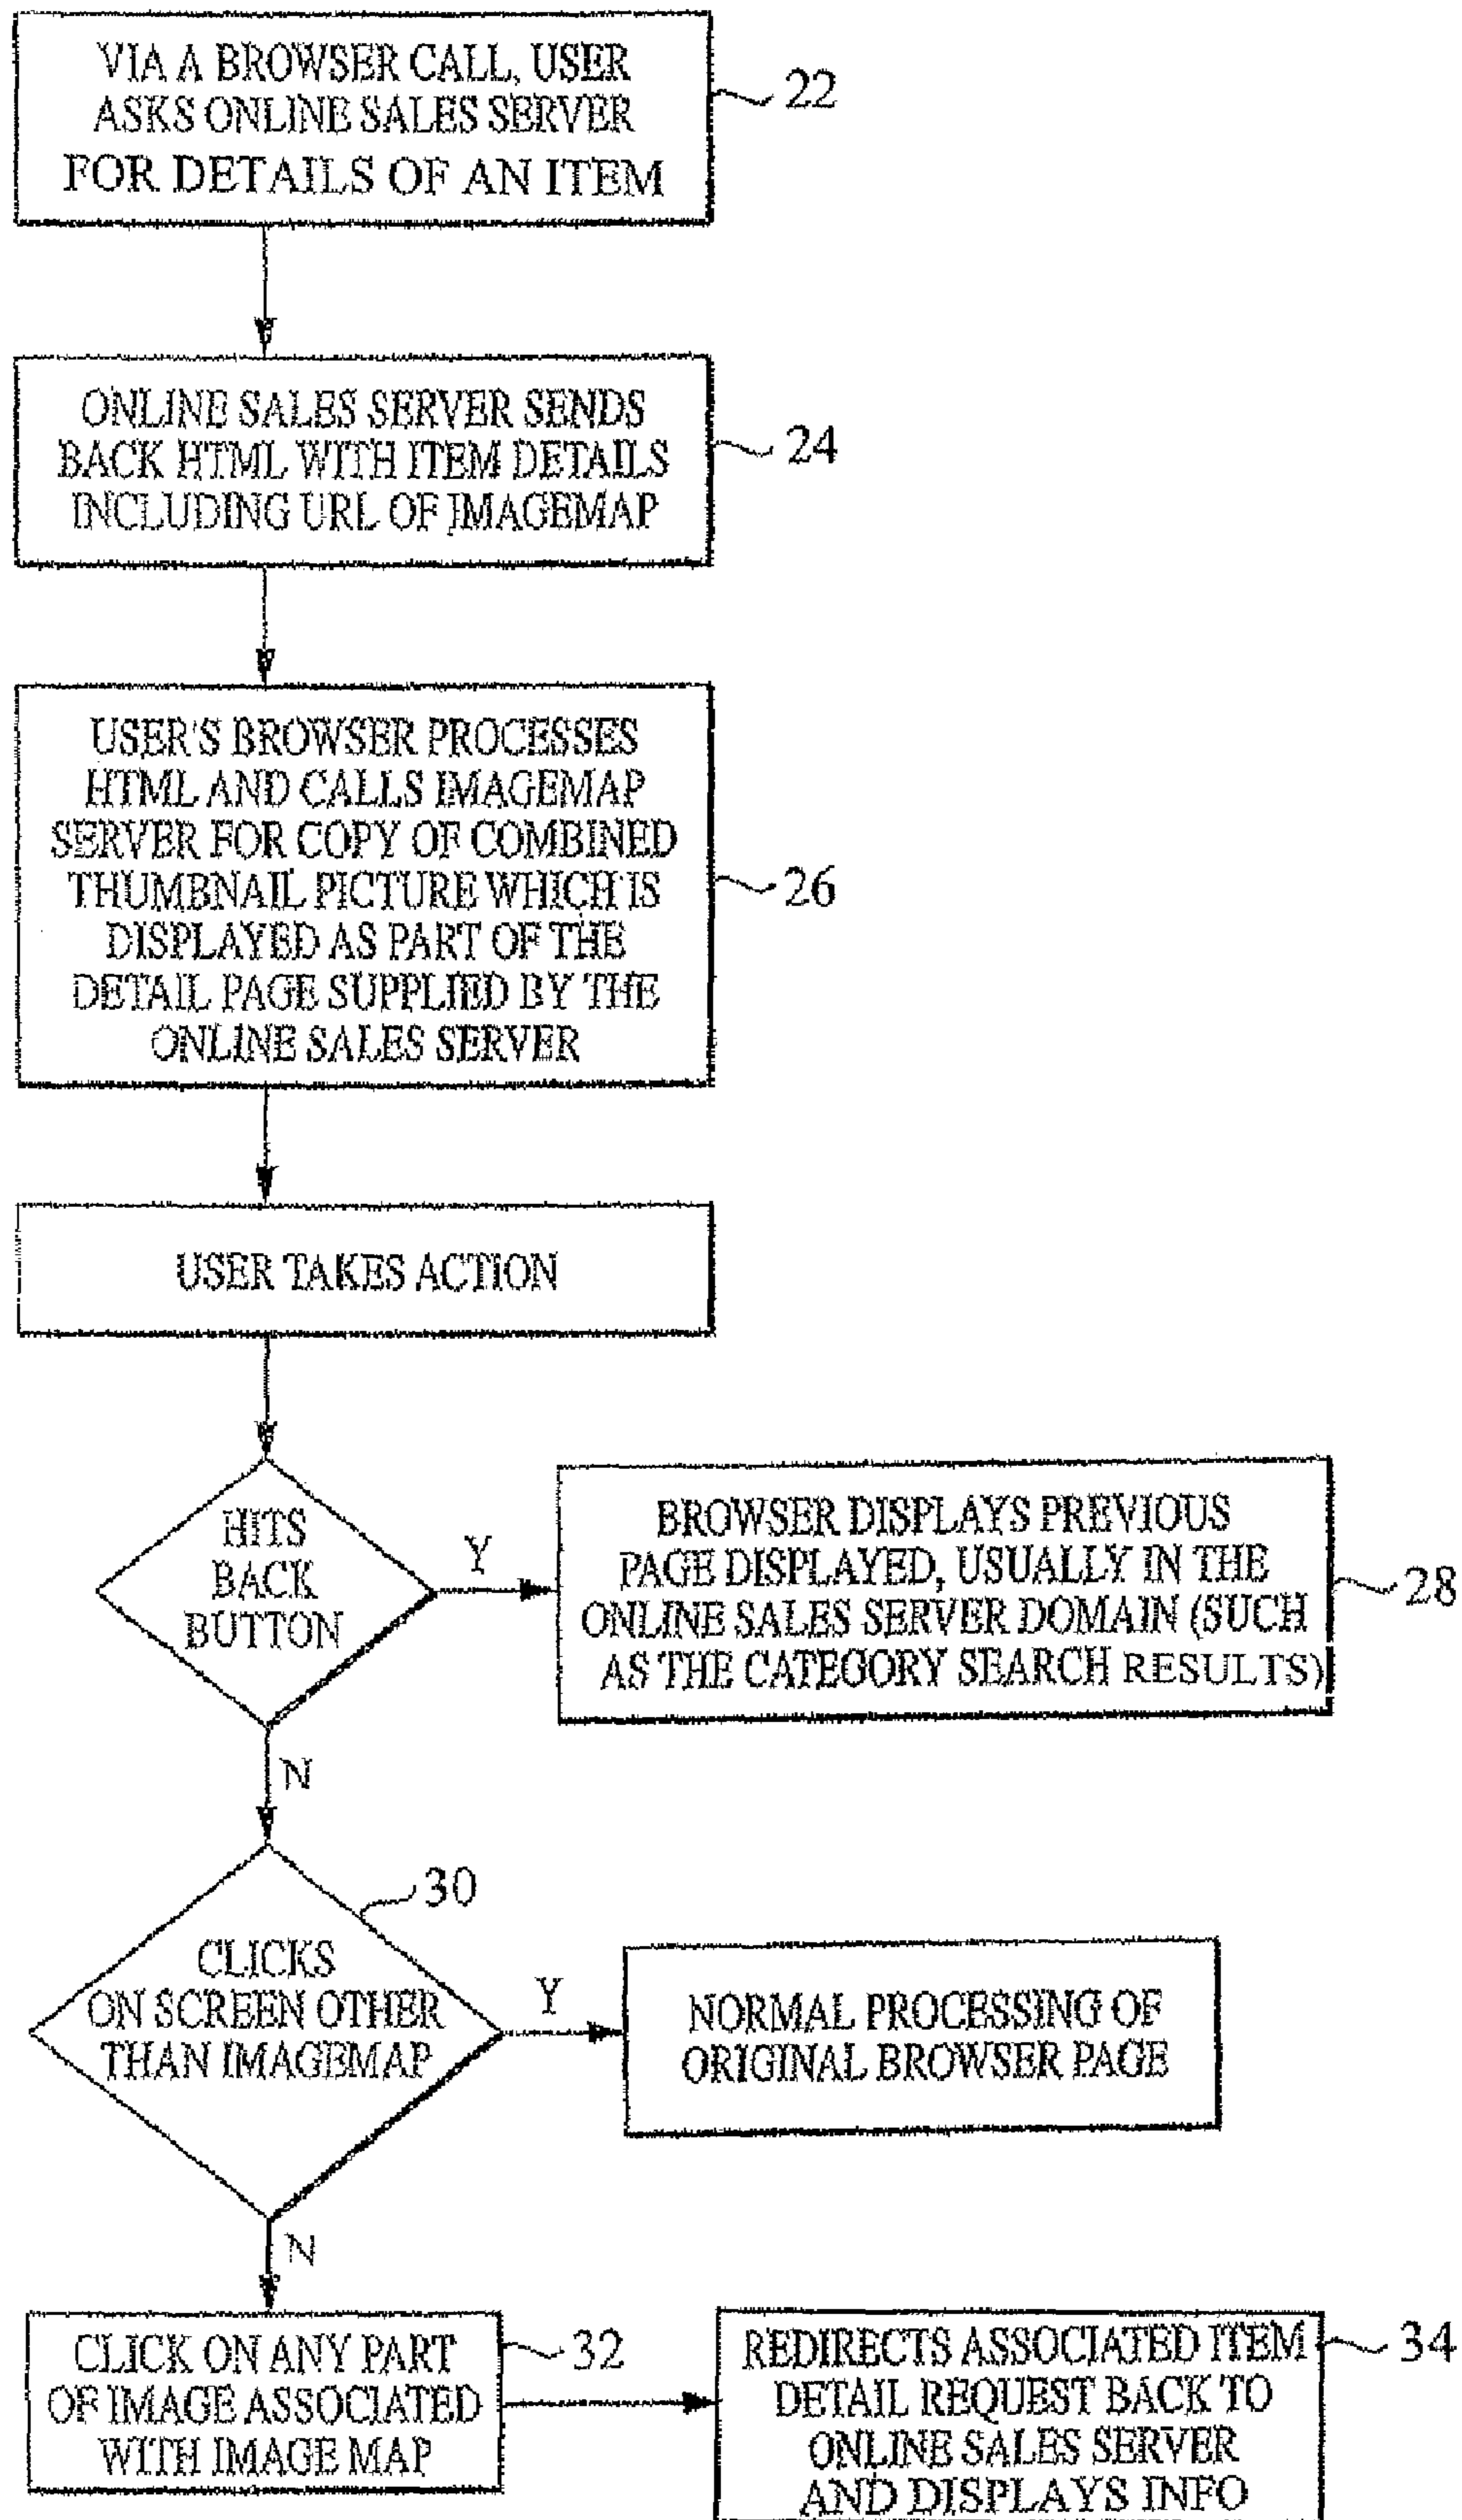 VIA A BROWSER CALL, USER
ASKS ONLINE SALES SERVER
FOR DETAILS OF AN ITEM
22
ONLINE SALES SERVER SENDS
BACK HTML WITH ITEM DETAILS
INCLUDING URL OF IMAGEMAP
24
USER'S BROWSER PROCESSES
HTML AND CALLS IMAGEMAP
SERVER FOR COPY OF COMBINED
THUMBNAIL PICTURE WHICH IS
DISPLAYED AS PART OF THE
DETAIL PAGE SUPPLIED BY THE
ONLINE SALES SERVER
26
USER TAKES ACTION
HITS
BACK
BUTTON
Y
BROWSER DISPLAYS PREVIOUS
PAGE DISPLAYED, USUALLY IN THE
ONLINE SALES SERVER DOMAIN (SUCH
AS THE CATEGORY SEARCH RESULTS)
28
N
30
CLICKS
ON SCREEN OTHER
THAN IMAGEMAP
Y
NORMAL PROCESSING OF
ORIGINAL BROWSER PAGE
N
CLICK ON ANY PART
OF IMAGE ASSOCIATED
WITH IMAGE MAP
32
REDIRECTS ASSOCIATED ITEM
DETAIL REQUEST BACK TO
ONLINE SALES SERVER
AND DISPLAYS INFO
34